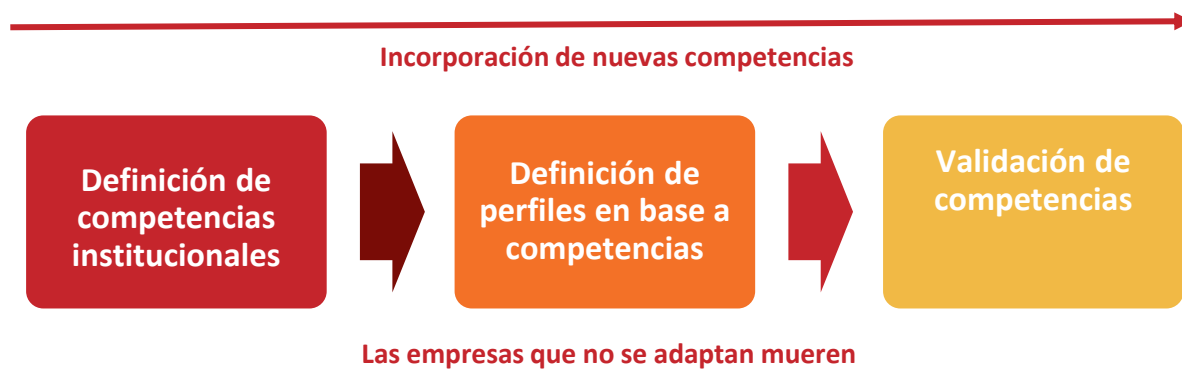 Incorporación de nuevas competencias
Definición de
competencias
institucionales
Definición de
perfiles en base a
competencias
Validación de
competencias
Las empresas que no se adaptan mueren